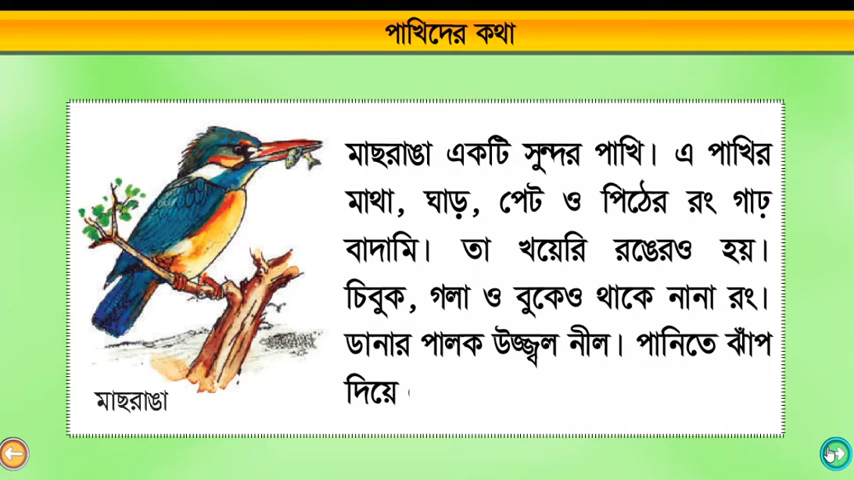 পাখিদের কথা
মাছরাঙা একটি সুন্দর পাখি। এ পাখির
মাথা, ঘাড়, পেট ও পিঠের রং গাঢ়
বাদামি। তা খয়েরি রঙেরও হয়।
চিবুক, গলা ও বুকেও থাকে নানা রং।
ডানার পালক উজ্জ্বল নীল। পানিতে ঝাঁপ
দিয়ে
মাছরাঙা